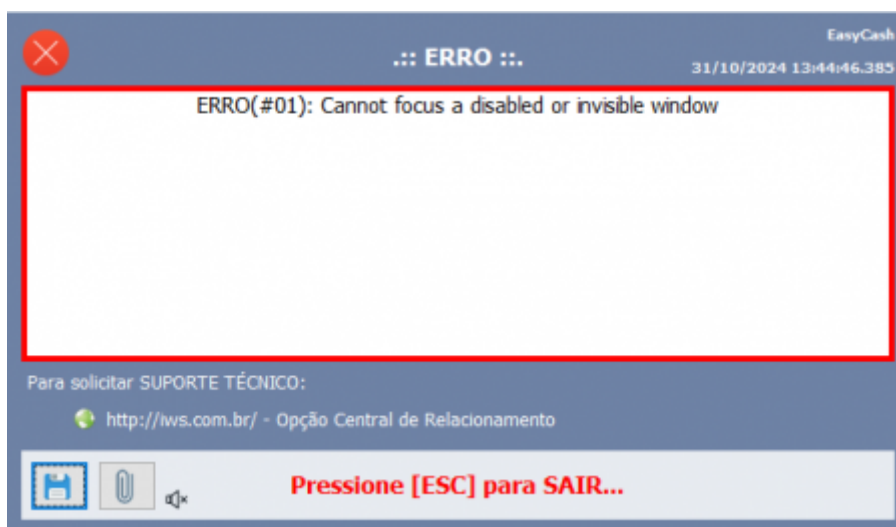 EasyCash
.:: ERRO ::.
31/10/2024 13:44:46.385
ERRO(#01): Cannot focus a disabled or invisible window
Para solicitar SUPORTE TÉCNICO:
http://iws.com.br/ - Opção Central de Relacionamento
Pressione [ESC] para SAIR...